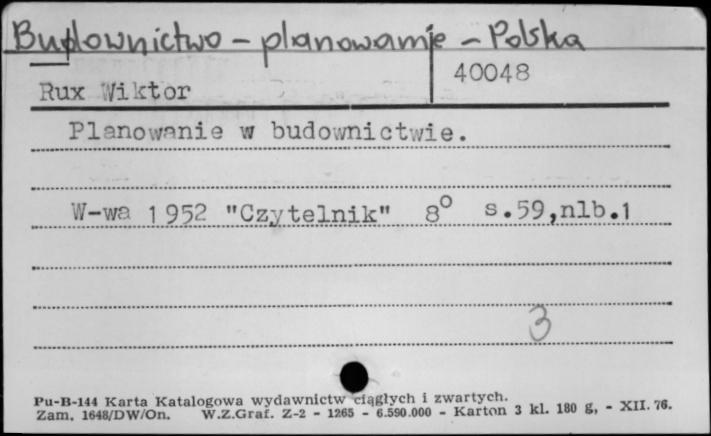 Budownictwo – planowanie – Polska
40048
Rux Wiktor
Planowanie w budownictwie.
W-wa 1952 "Czytelnik" 8° s.59,nlb.1
3
Pu-B-144 Karta Katalogowa wydawnictw ciągłych i zwartych.
Zam. 1648/DW/On. W.Z.Graf. Z-2 - 1265 - 6.590.000 - Karton 3 kl. 180 g, - XII. 76.